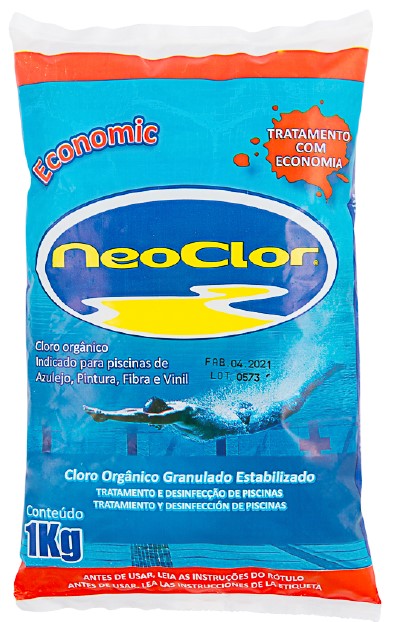 Economic
TRATAMENTO
COM
ECONOMIA
NeoClor
Cloro orgânico
Indicado para piscinas de
Azulejo, Pintura, Fibra e Vinil
FAB.04.2021
LOT 0573
Cloro Orgânico Granulado Estabilizado
TRATAMENTO E DESINFECÇÃO DE PISCINAS
TRATAMIENTO Y DESINFECCIÓN DE PISCINAS
Conteúdo
1Kg
ANTES DE USAR, LEIA AS INSTRUÇÕES DO RÓTULO
ANTES DE USAR, LEA LAS INSTRUCCIONES DE LA ETIQUETA